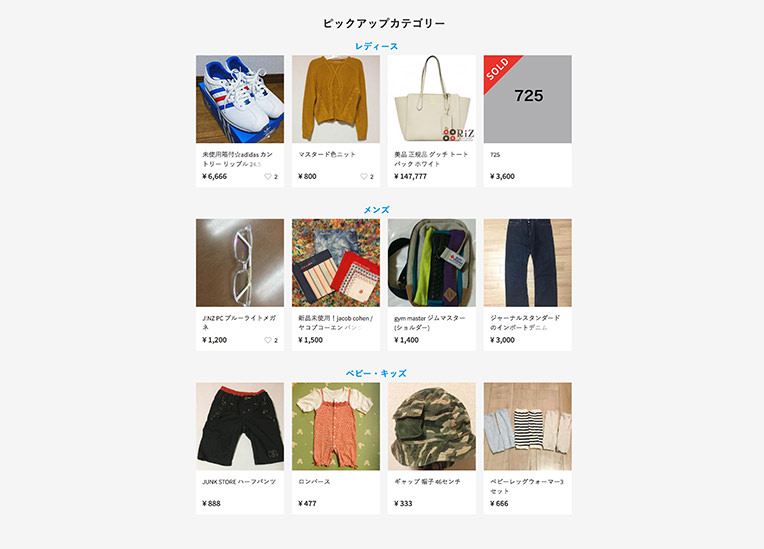 ピックアップカテゴリー
レディース
SOLD
725
RiZ
未使用箱付☆adidas カン
トリー リップル 24.5
¥ 6,666
2
マスタード色ニット
¥ 800
2
美品 正規品 グッチ トート
バック ホワイト
¥ 147,777
725
¥ 3,600
メンズ
JINZ PC ブルーライトメガ
ネ
¥ 1,200
2
新品未使用！jacob cohen /
ヤコブコーエン バンダ
¥ 1,500
gym master ジムマスター
(ショルダー)
¥ 1,400
ジャーナルスタンダード
のインポートデニム
¥ 3,000
ベビー・キッズ
JUNK STORE ハーフパンツ
¥ 888
ロンパース
¥ 477
ギャップ 帽子 46センチ
¥ 333
ベビーレッグウォーマー3
セット
¥ 666